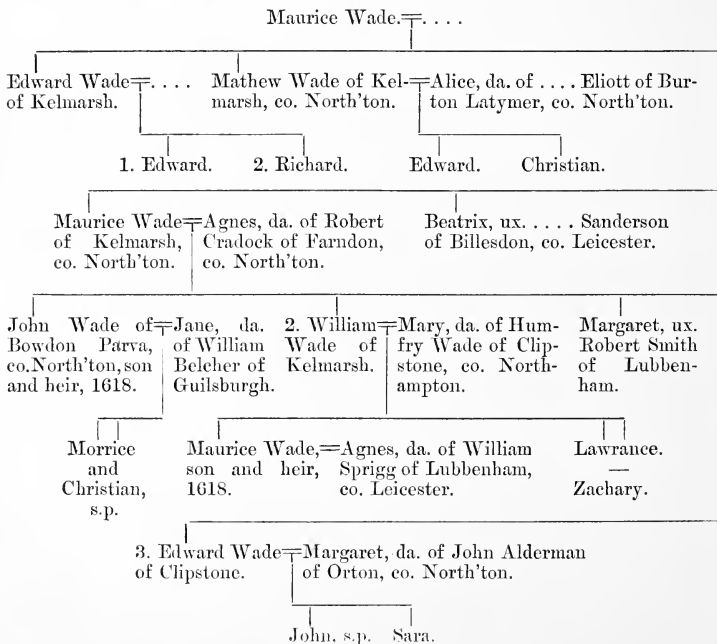 Maurice Wade.=. . . .
Edward Wade=. . . .
of Kelmarsh.
Mathew Wade of Kel-=Alice, da. of . . . . Eliott of Bur-
marsh, co. North'ton. ton Latymer, co. North'ton.
1. Edward. 2. Richard. Edward. Christian.
Maurice Wade=Agnes, da. of Robert
of Kelmarsh, Cradock of Farndon,
co. North'ton. co. North'ton.
Beatrix, ux. . . . . Sanderson
of Billesdon, co. Leicester.
John Wade of=Jane, da.
Bowdon Parva, of William
co. North'ton, son Belcher of
and heir, 1618. Guilsburgh.
2. William=Mary, da. of Hum-
Wade of fry Wade of Clip-
Kelmarsh. stone, co. North-
ampton.
Margaret, ux.
Robert Smith
of Lubben-
ham.
Morrice
and
Christian,
s.p.
Maurice Wade,=Agnes, da. of William
son and heir, Sprigg of Lubbenham,
1618. co. Leicester.
Lawrance.
—
Zachary.
3. Edward Wade=Margaret, da. of John Alderman
of Clipstone. of Orton, co. North'ton.
John, s.p. Sara.